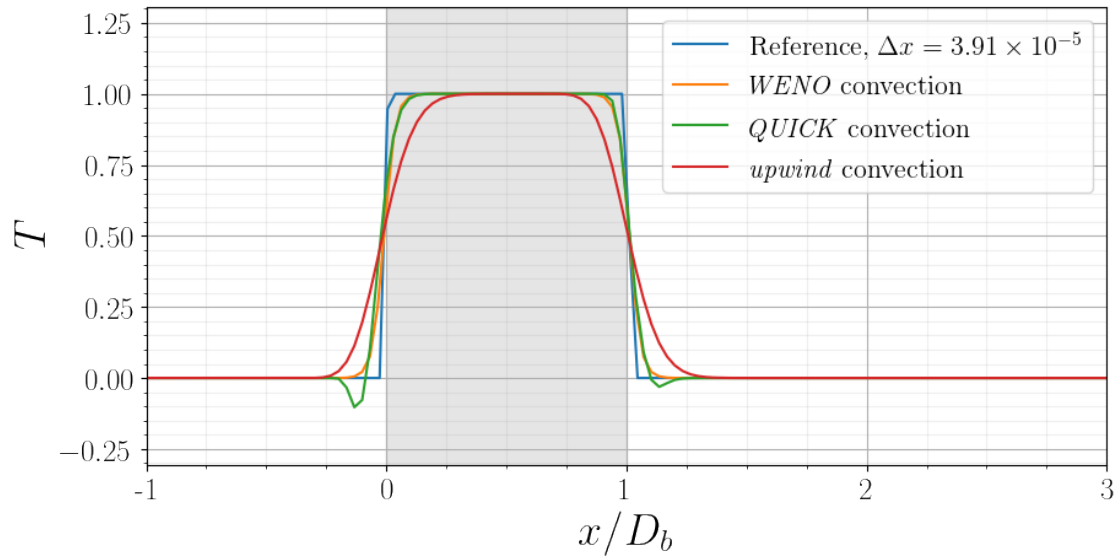 1.25
1.00
0.75
0.50
0.25
0.00
−0.25
T
Reference, Δx = 3.91 × 10⁻⁵
WENO convection
QUICK convection
upwind convection
-1 0 1 2 3
x/D_b